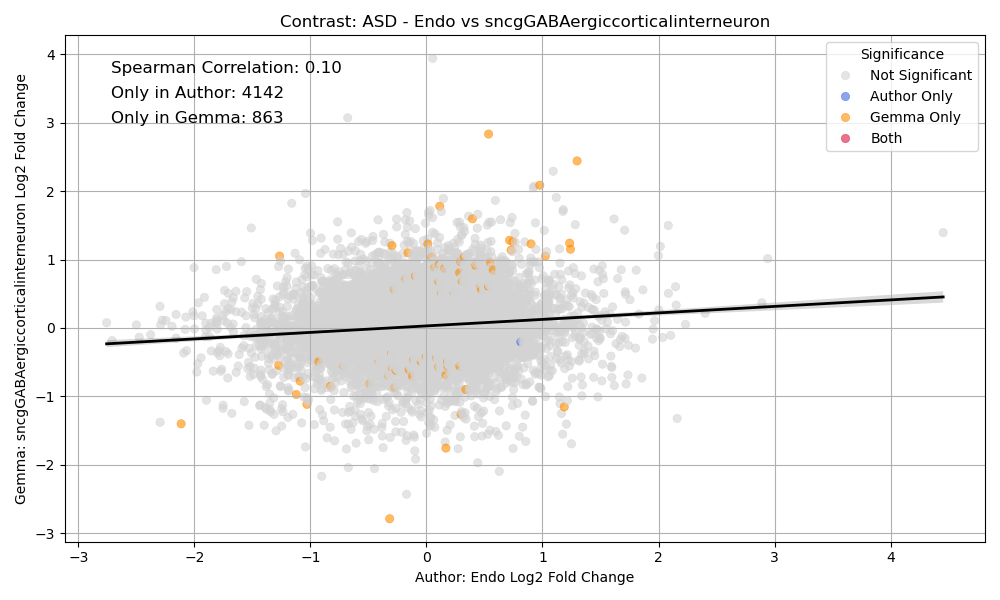 Contrast: ASD - Endo vs sncgGABAergiccorticalinterneuron
Spearman Correlation: 0.10
Only in Author: 4142
Only in Gemma: 863
Significance
Not Significant
Author Only
Gemma Only
Both
Gemma: sncgGABAergiccorticalinterneuron Log2 Fold Change
4
3
2
1
0
−1
−2
−3
−3
−2
−1
0
1
2
3
4
Author: Endo Log2 Fold Change